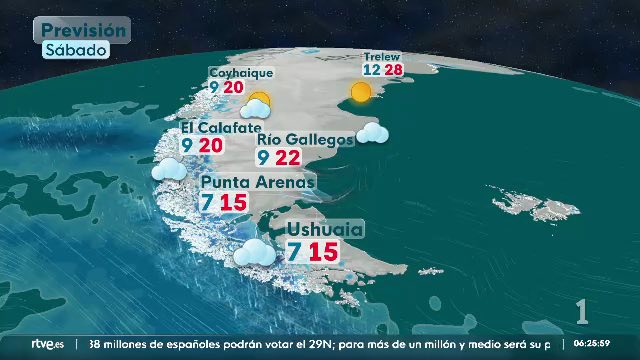 Previsión
Sábado
Trelew
12 28
Coyhaique
9 20
El Calafate
9 20
Río Gallegos
9 22
Punta Arenas
7 15
Ushuaia
7 15
1
rtve.es
38 millones de españoles podrán votar el 29N; para más de un millón y medio será su p
06:25:59